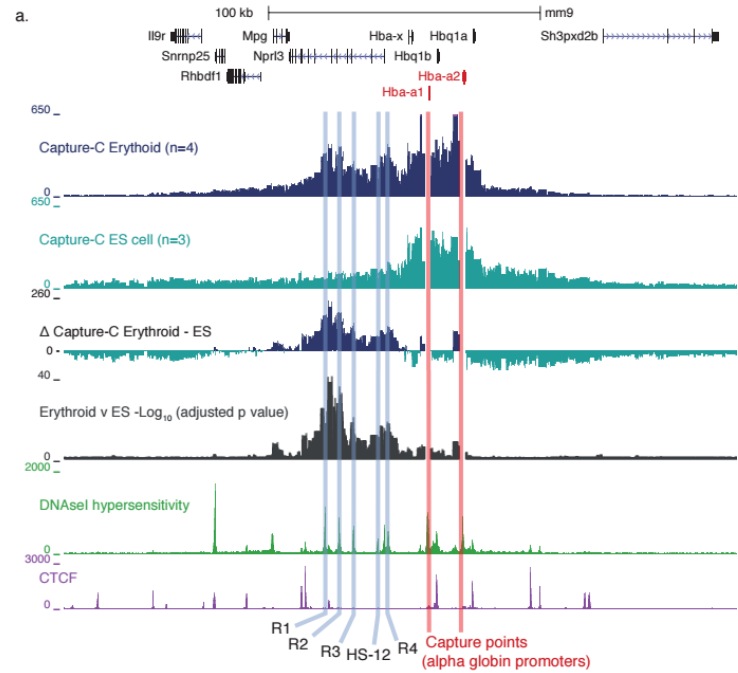 a.
100 kb
mm9
Il9r
Mpg
Hba-x
Hbq1a
Sh3pxd2b
Snrnp25
Nprl3
Hbq1b
Rhbdf1
Hba-a2
Hba-a1
650
Capture-C Erythoid (n=4)
0
650
Capture-C ES cell (n=3)
0
260
Δ Capture-C Erythroid - ES
0
40
Erythroid v ES -Log10 (adjusted p value)
0
2000
DNAseI hypersensitivity
0
3000
CTCF
0
R1
R2
R3
HS-12
R4
Capture points
(alpha globin promoters)